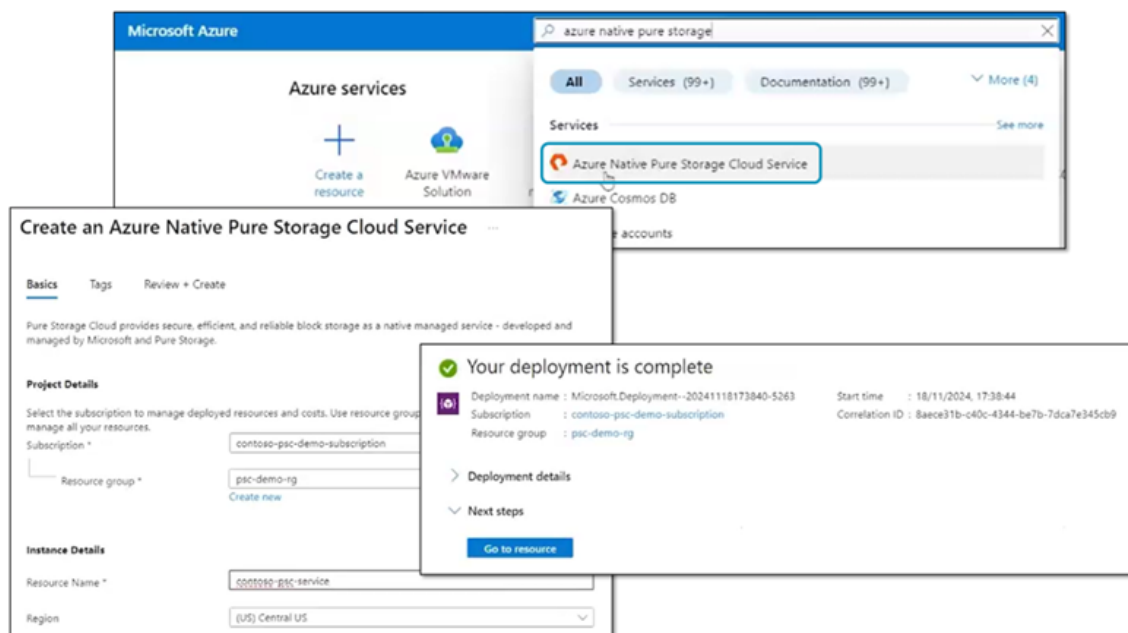 Microsoft Azure
azure native pure storage
All
Services (99+)
Documentation (99+)
More (4)
Azure services
Services
See more
Create a resource
Azure VMware Solution
Azure Native Pure Storage Cloud Service
Azure Cosmos DB
accounts
Create an Azure Native Pure Storage Cloud Service
...
Basics
Tags
Review + Create
Pure Storage Cloud provides secure, efficient, and reliable block storage as a native managed service - developed and
managed by Microsoft and Pure Storage.
Project Details
Select the subscription to manage deployed resources and costs. Use resource group
manage all your resources.
Subscription *
contoso-psc-demo-subscription
Resource group *
psc-demo-rg
Create new
Instance Details
Resource Name *
contoso-psc-service
Region
(US) Central US
Your deployment is complete
Deployment name : Microsoft.Deployment--20241118173840-5263
Start time : 18/11/2024, 17:38:44
Subscription : contoso-psc-demo-subscription
Correlation ID : 8aece31b-c40c-4344-be7b-7dca7e345cb9
Resource group : psc-demo-rg
Deployment details
Next steps
Go to resource